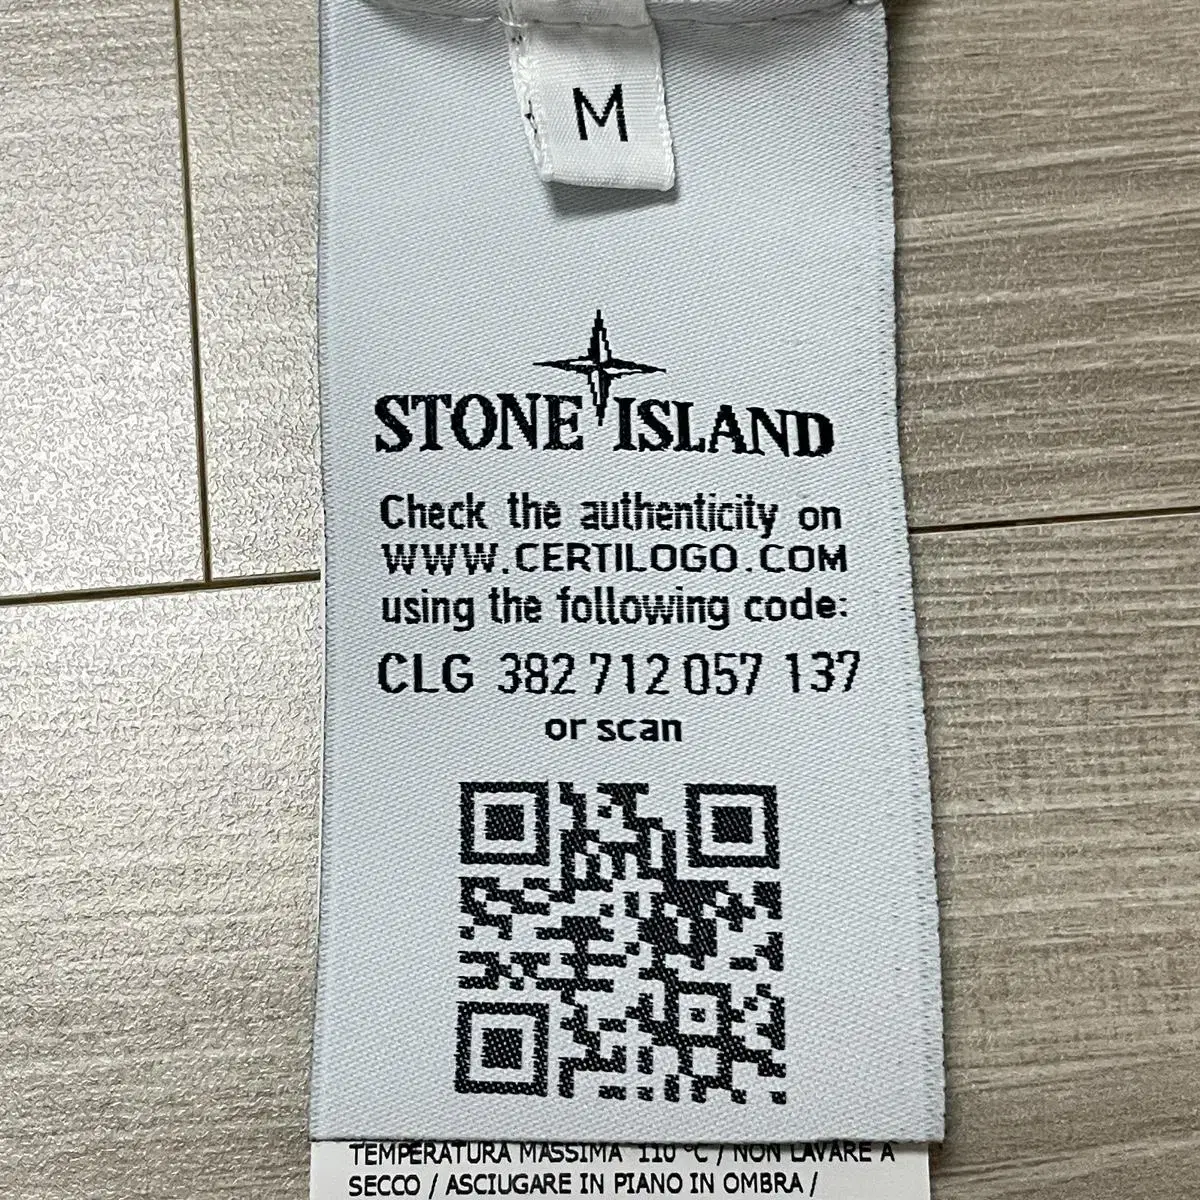 M
STONE ISLAND
Check the authenticity on
WWW.CERTILOGO.COM
using the following code:
CLG 382 712 057 137
or scan
TEMPERATURA MASSIMA 110 °C / NON LAVARE A
SECCO / ASCIUGARE IN PIANO IN OMBRA /